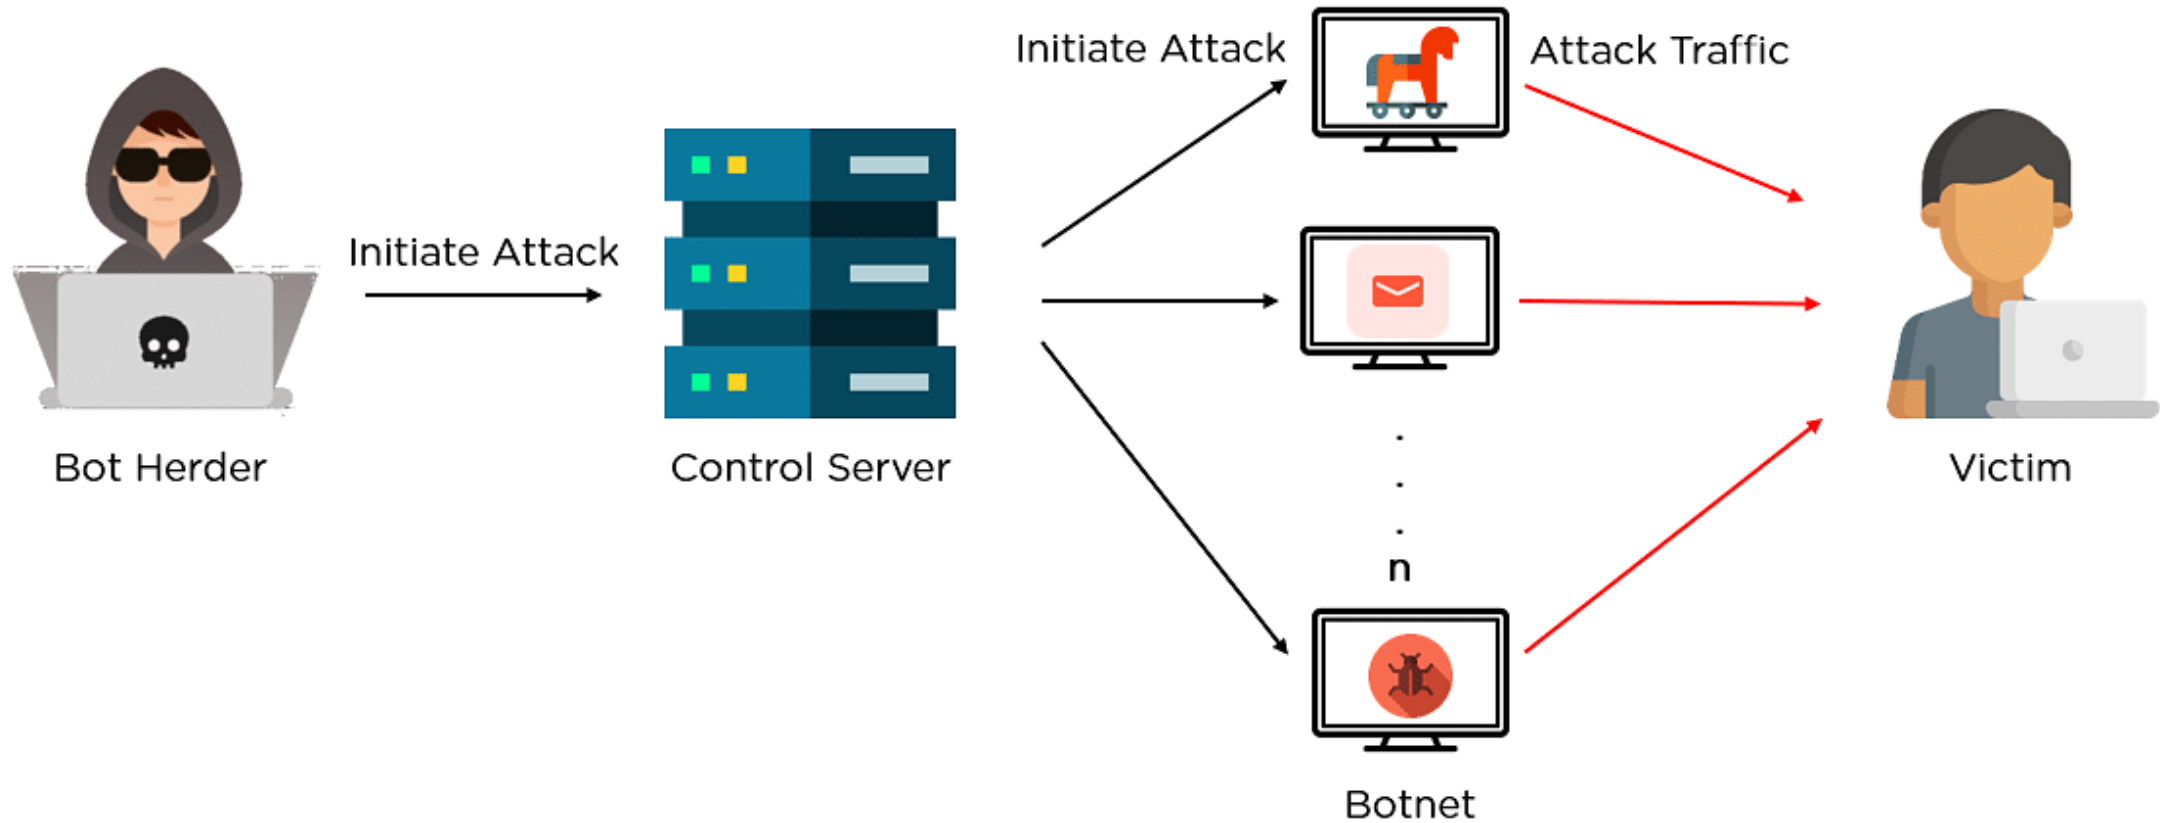 Initiate Attack
Attack Traffic
Initiate Attack
Bot Herder
Control Server
Victim
.
.
.
n
Botnet